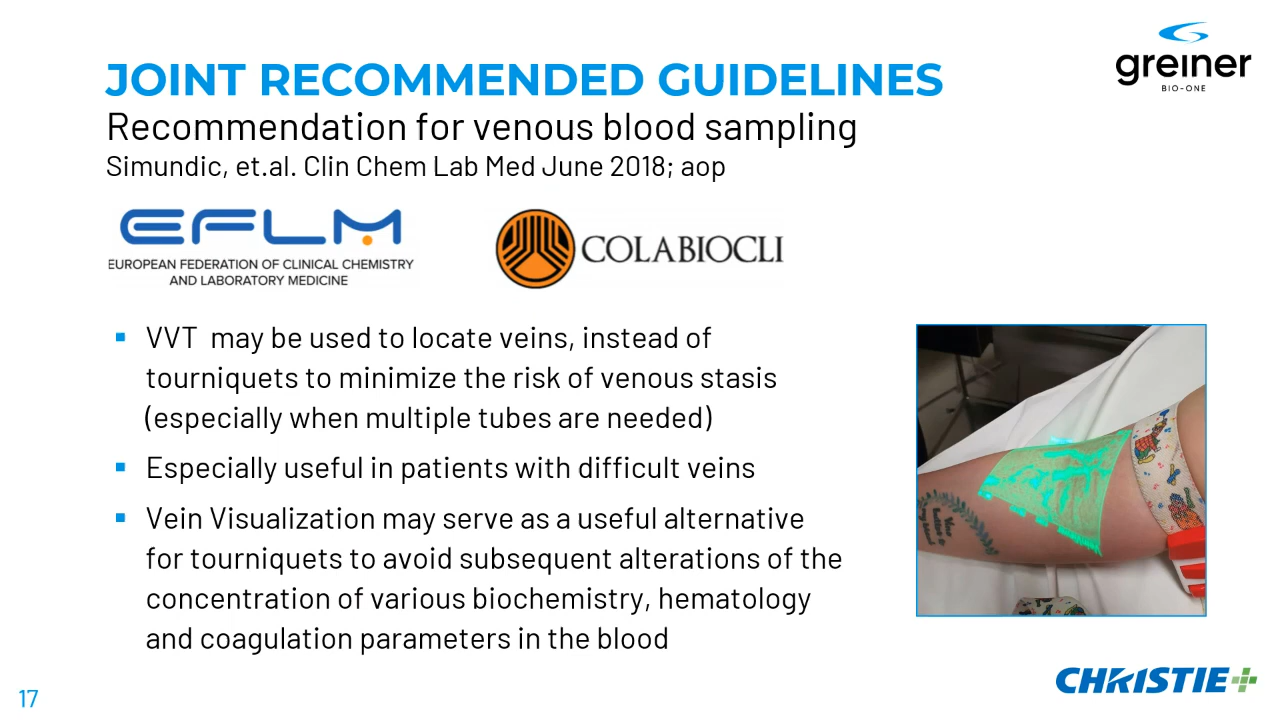 greiner
BIO-ONE
JOINT RECOMMENDED GUIDELINES
Recommendation for venous blood sampling
Simundic, et.al. Clin Chem Lab Med June 2018; aop
EFLM
EUROPEAN FEDERATION OF CLINICAL CHEMISTRY
AND LABORATORY MEDICINE
COLABIOCLI
▪ VVT may be used to locate veins, instead of
tourniquets to minimize the risk of venous stasis
(especially when multiple tubes are needed)
▪ Especially useful in patients with difficult veins
▪ Vein Visualization may serve as a useful alternative
for tourniquets to avoid subsequent alterations of the
concentration of various biochemistry, hematology
and coagulation parameters in the blood
CHRISTIE+
17